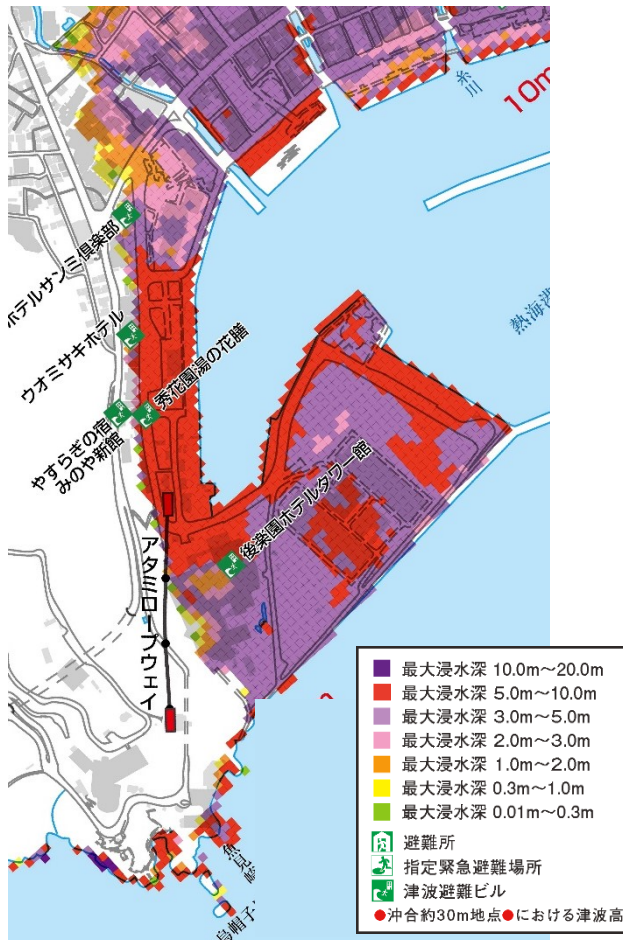 糸川
10m
熱海港
ホテルサンミ倶楽部
ウオミサキホテル
秀花園湯の花膳
やすらぎの宿
みのや新館
後楽園ホテルタワー館
アタミロープウェイ
魚見崎
烏帽子
最大浸水深 10.0m～20.0m
最大浸水深 5.0m～10.0m
最大浸水深 3.0m～5.0m
最大浸水深 2.0m～3.0m
最大浸水深 1.0m～2.0m
最大浸水深 0.3m～1.0m
最大浸水深 0.01m～0.3m
避難所
指定緊急避難場所
津波避難ビル
●沖合約30m地点●における津波高